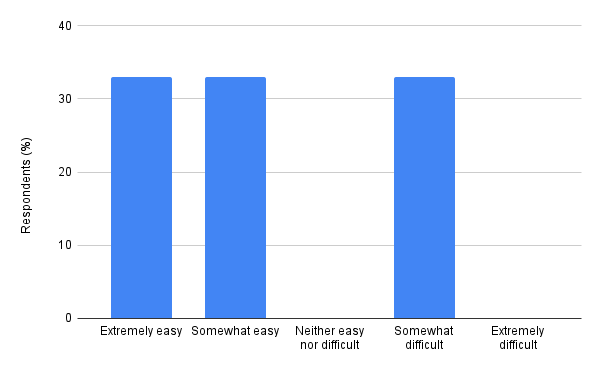 40
30
20
10
0
Respondents (%)
Extremely easy
Somewhat easy
Neither easy
nor difficult
Somewhat
difficult
Extremely
difficult